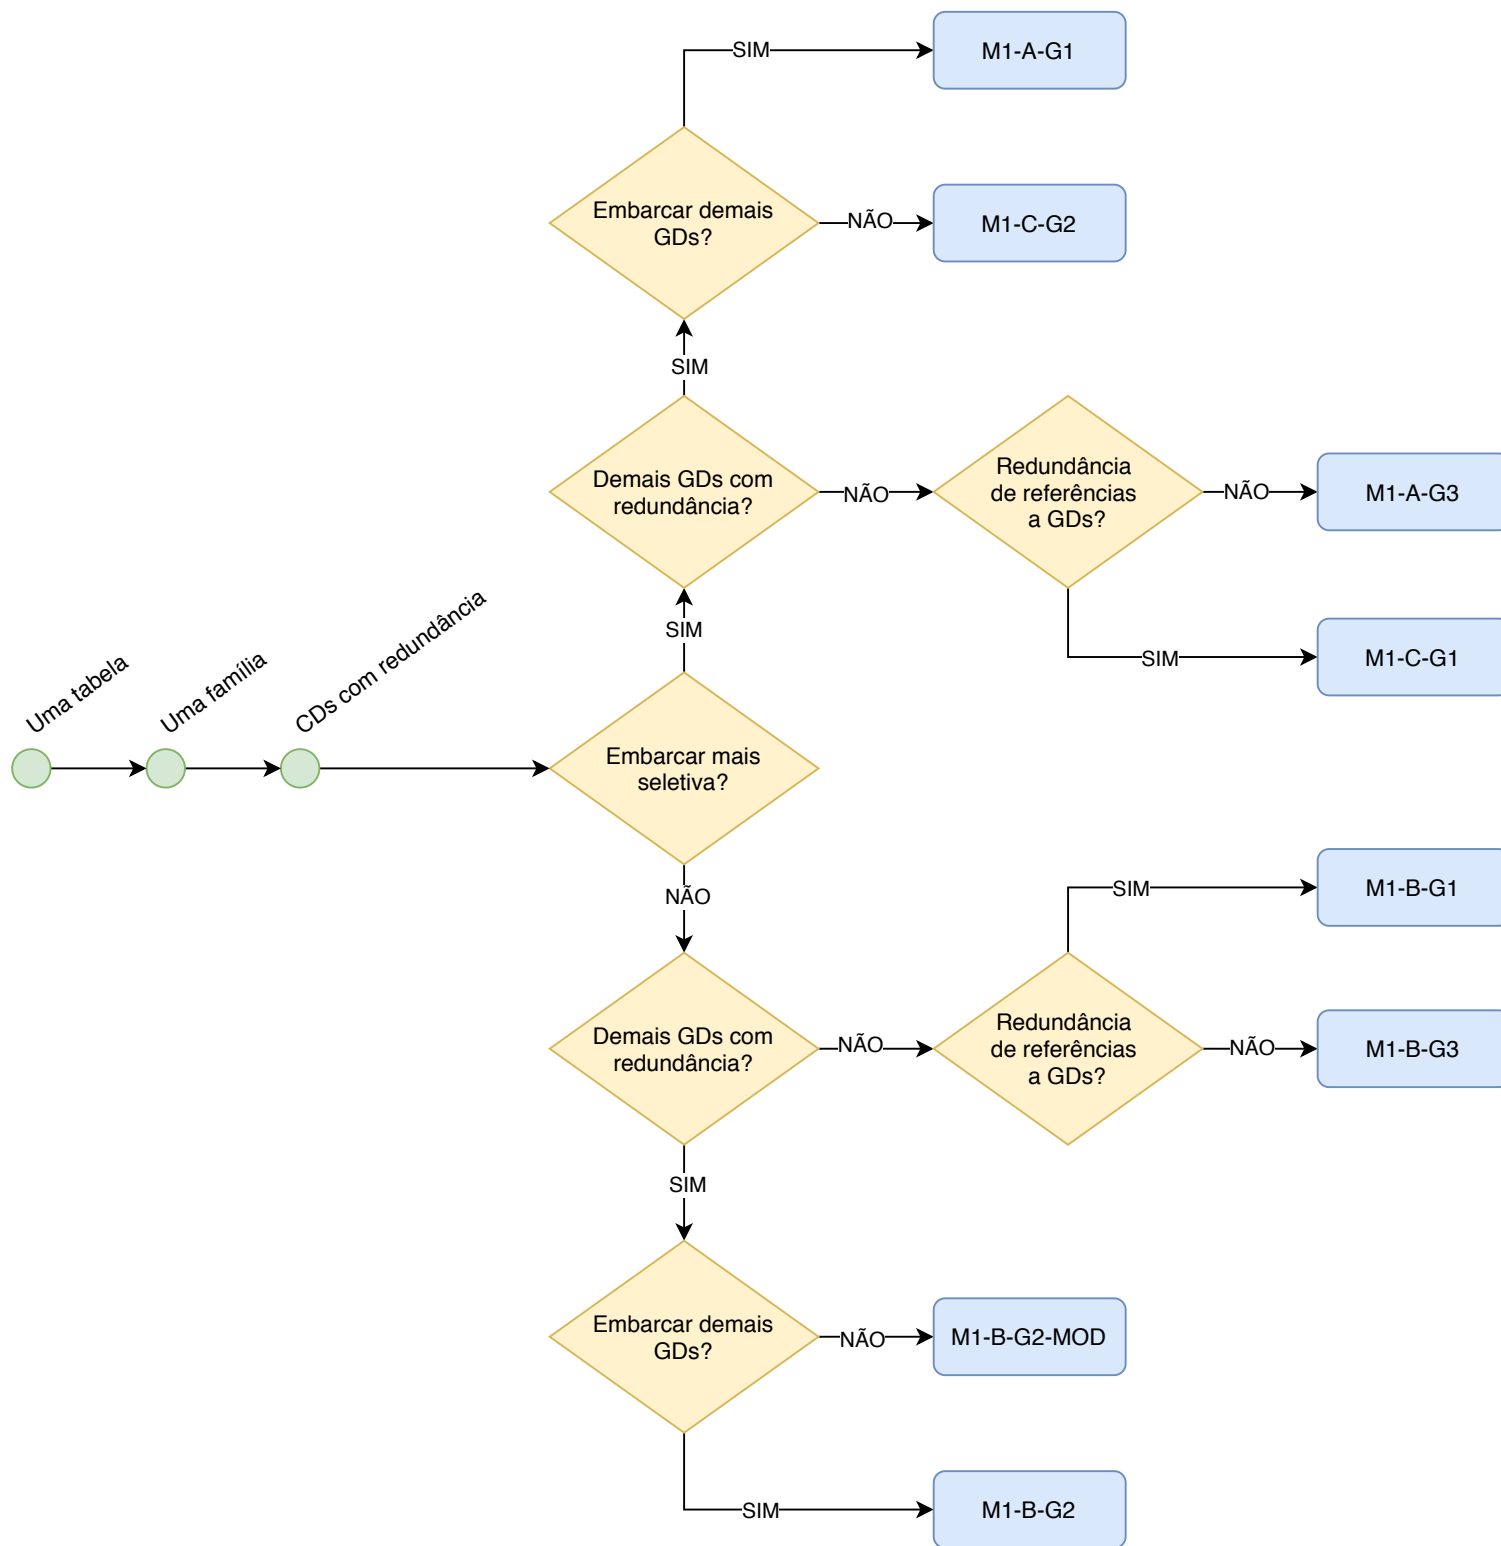 SIM
M1-A-G1
Embarcar demais
GDs?
NÃO
M1-C-G2
SIM
Demais GDs com
redundância?
NÃO
Redundância
de referências
a GDs?
NÃO
M1-A-G3
SIM
M1-C-G1
SIM
Uma tabela
Uma família
CDs com redundância
Embarcar mais
seletiva?
NÃO
SIM
M1-B-G1
Demais GDs com
redundância?
NÃO
Redundância
de referências
a GDs?
NÃO
M1-B-G3
SIM
Embarcar demais
GDs?
NÃO
M1-B-G2-MOD
SIM
M1-B-G2